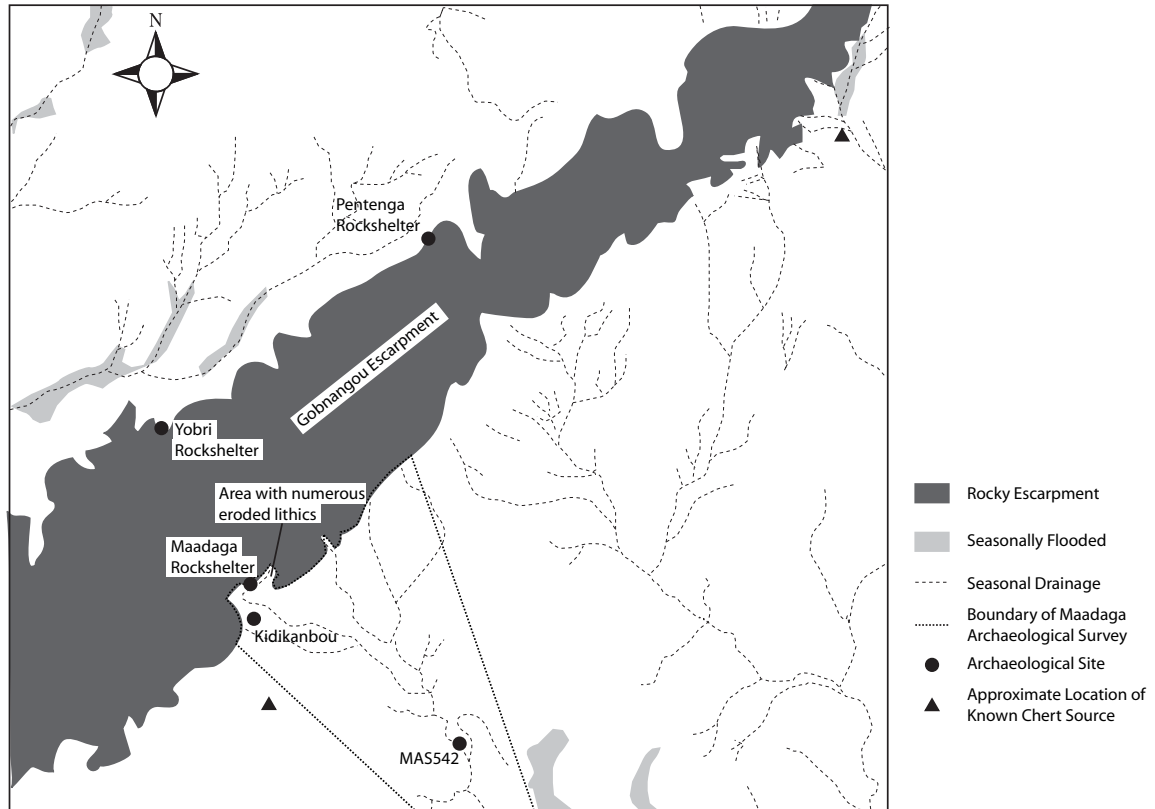 N
Pentenga
Rockshelter
Gobnangou Escarpment
Yobri
Rockshelter
Area with numerous
eroded lithics
Maadaga
Rockshelter
Kidikanbou
MAS542
Rocky Escarpment
Seasonally Flooded
Seasonal Drainage
Boundary of Maadaga
Archaeological Survey
Archaeological Site
Approximate Location of
Known Chert Source